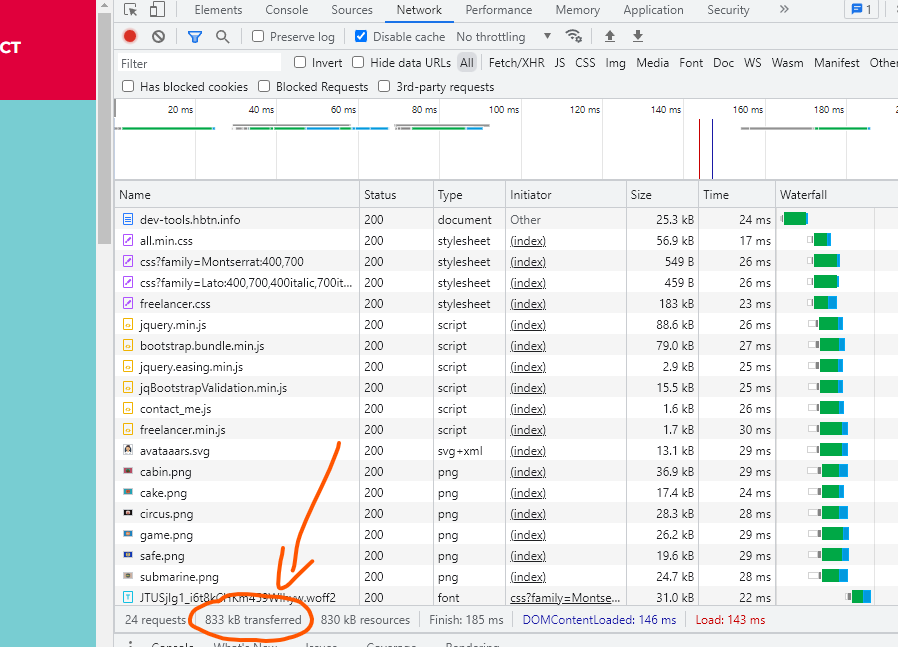 CT
Elements Console Sources Network Performance Memory Application Security » 1
Preserve log Disable cache No throttling
Filter Invert Hide data URLs All Fetch/XHR JS CSS Img Media Font Doc WS Wasm Manifest Other
Has blocked cookies Blocked Requests 3rd-party requests
20 ms 40 ms 60 ms 80 ms 100 ms 120 ms 140 ms 160 ms 180 ms
Name Status Type Initiator Size Time Waterfall
dev-tools.hbtn.info 200 document Other 25.3 kB 24 ms
all.min.css 200 stylesheet (index) 56.9 kB 17 ms
css?family=Montserrat:400,700 200 stylesheet (index) 549 B 26 ms
css?family=Lato:400,700,400italic,700it... 200 stylesheet (index) 459 B 26 ms
freelancer.css 200 stylesheet (index) 183 kB 23 ms
jquery.min.js 200 script (index) 88.6 kB 26 ms
bootstrap.bundle.min.js 200 script (index) 79.0 kB 27 ms
jquery.easing.min.js 200 script (index) 2.9 kB 25 ms
jqBootstrapValidation.min.js 200 script (index) 15.5 kB 25 ms
contact_me.js 200 script (index) 1.6 kB 26 ms
freelancer.min.js 200 script (index) 1.7 kB 30 ms
avataaars.svg 200 svg+xml (index) 13.1 kB 29 ms
cabin.png 200 png (index) 36.9 kB 29 ms
cake.png 200 png (index) 17.4 kB 24 ms
circus.png 200 png (index) 28.3 kB 28 ms
game.png 200 png (index) 26.2 kB 29 ms
safe.png 200 png (index) 19.6 kB 29 ms
submarine.png 200 png (index) 24.7 kB 28 ms
200 font css?family=Montse... 31.0 kB 22 ms
24 requests 833 kB transferred 830 kB resources Finish: 185 ms DOMContentLoaded: 146 ms Load: 143 ms
Console What's New Issues Coverage Rendering